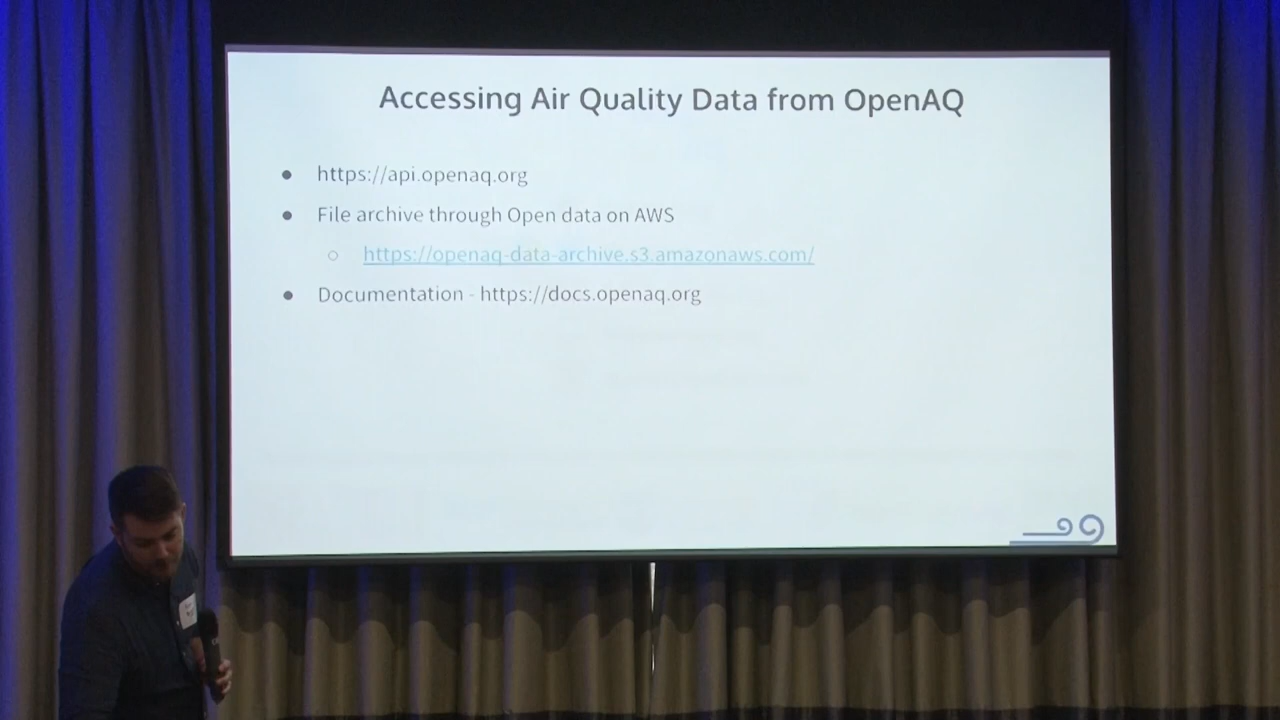 Accessing Air Quality Data from OpenAQ
● https://api.openaq.org
● File archive through Open data on AWS
○ https://openaq-data-archive.s3.amazonaws.com/
● Documentation - https://docs.openaq.org